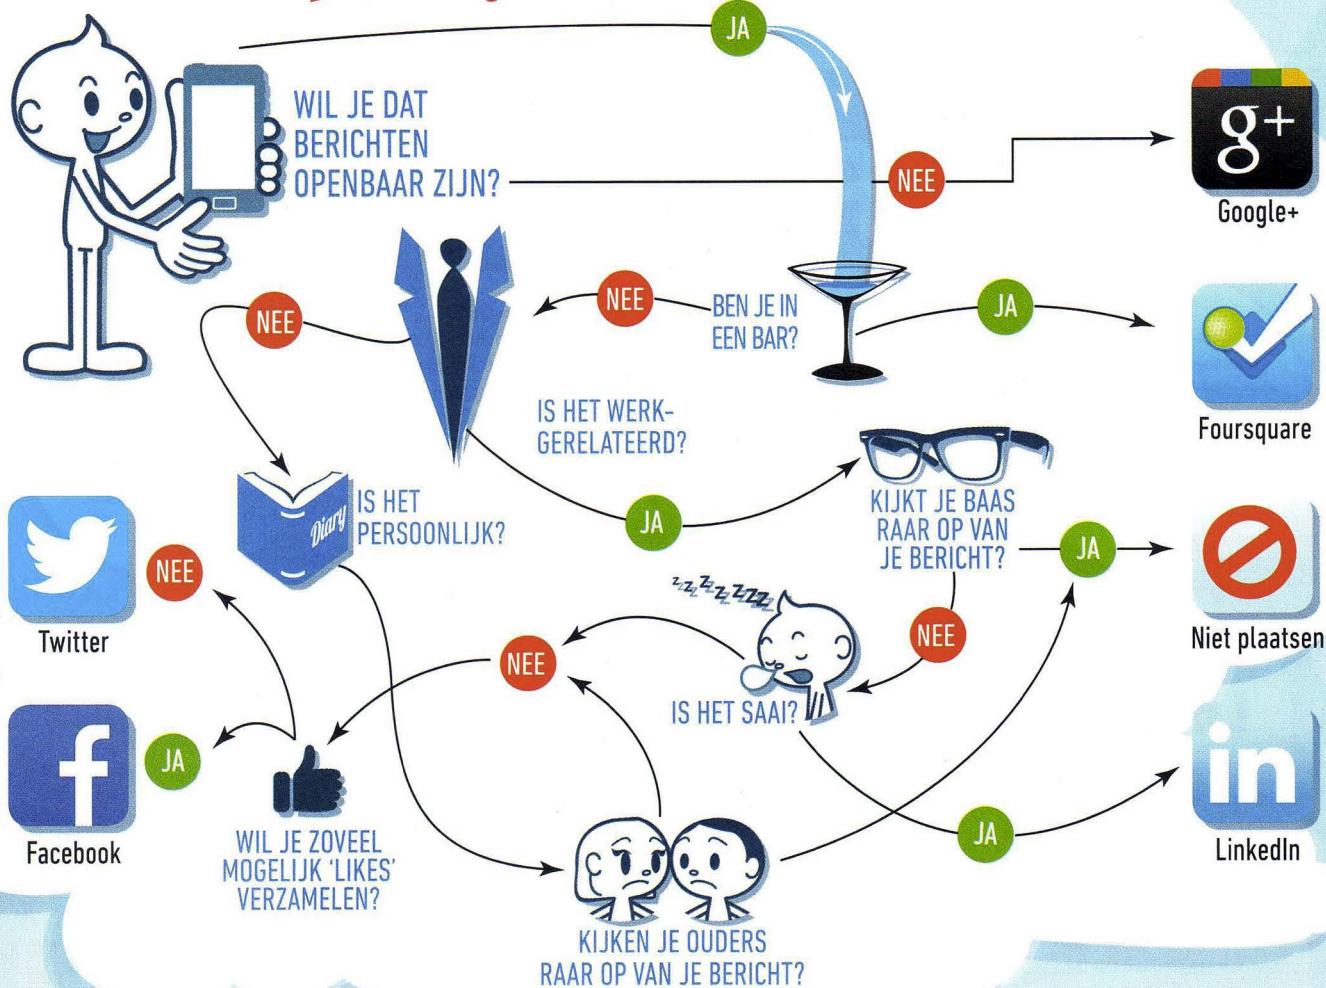 JA
WIL JE DAT
BERICHTEN
OPENBAAR ZIJN?
NEE
g+
Google+
NEE
NEE
BEN JE IN
EEN BAR?
JA
Foursquare
IS HET WERK-
GERELATEERD?
JA
KIJKT JE BAAS
RAAR OP VAN
JE BERICHT?
JA
Niet plaatsen
Diary
IS HET
PERSOONLIJK?
Twitter
NEE
zzzzzzzz
NEE
NEE
IS HET SAAI?
f
Facebook
JA
WIL JE ZOVEEL
MOGELIJK 'LIKES'
VERZAMELEN?
JA
in
LinkedIn
KIJKEN JE OUDERS
RAAR OP VAN JE BERICHT?